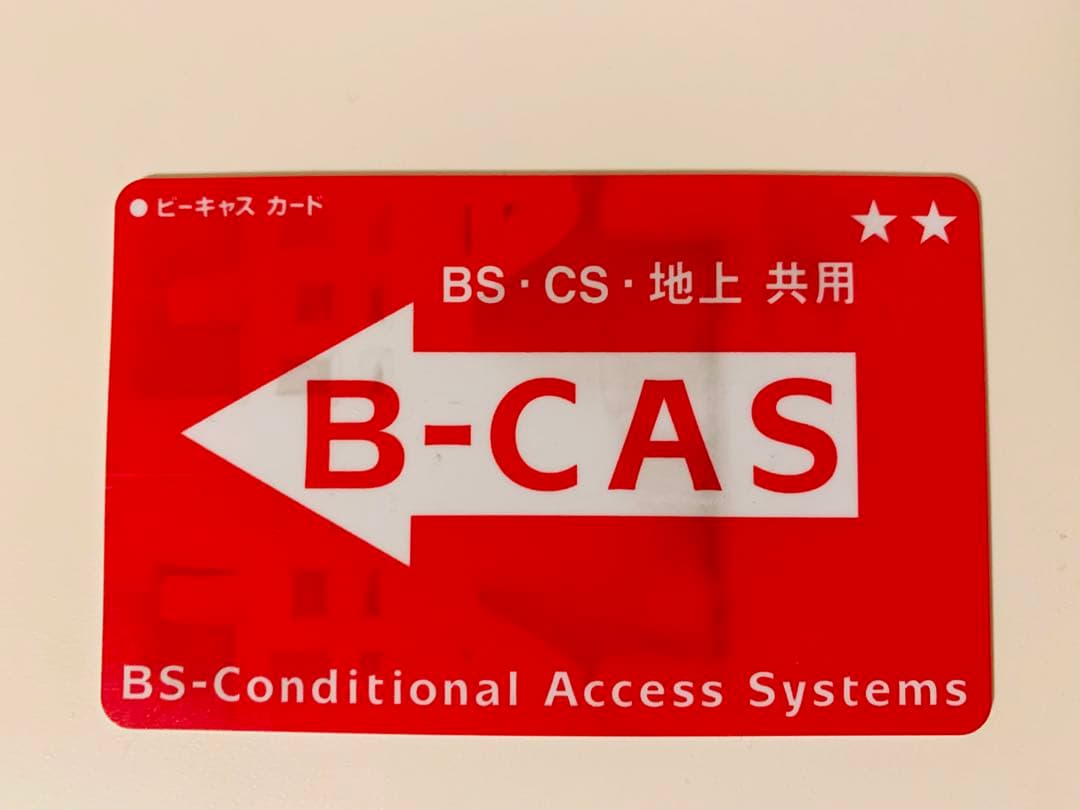 ●ビーキャス カード
★★
BS・CS・地上 共用
B-CAS
BS-Conditional Access Systems